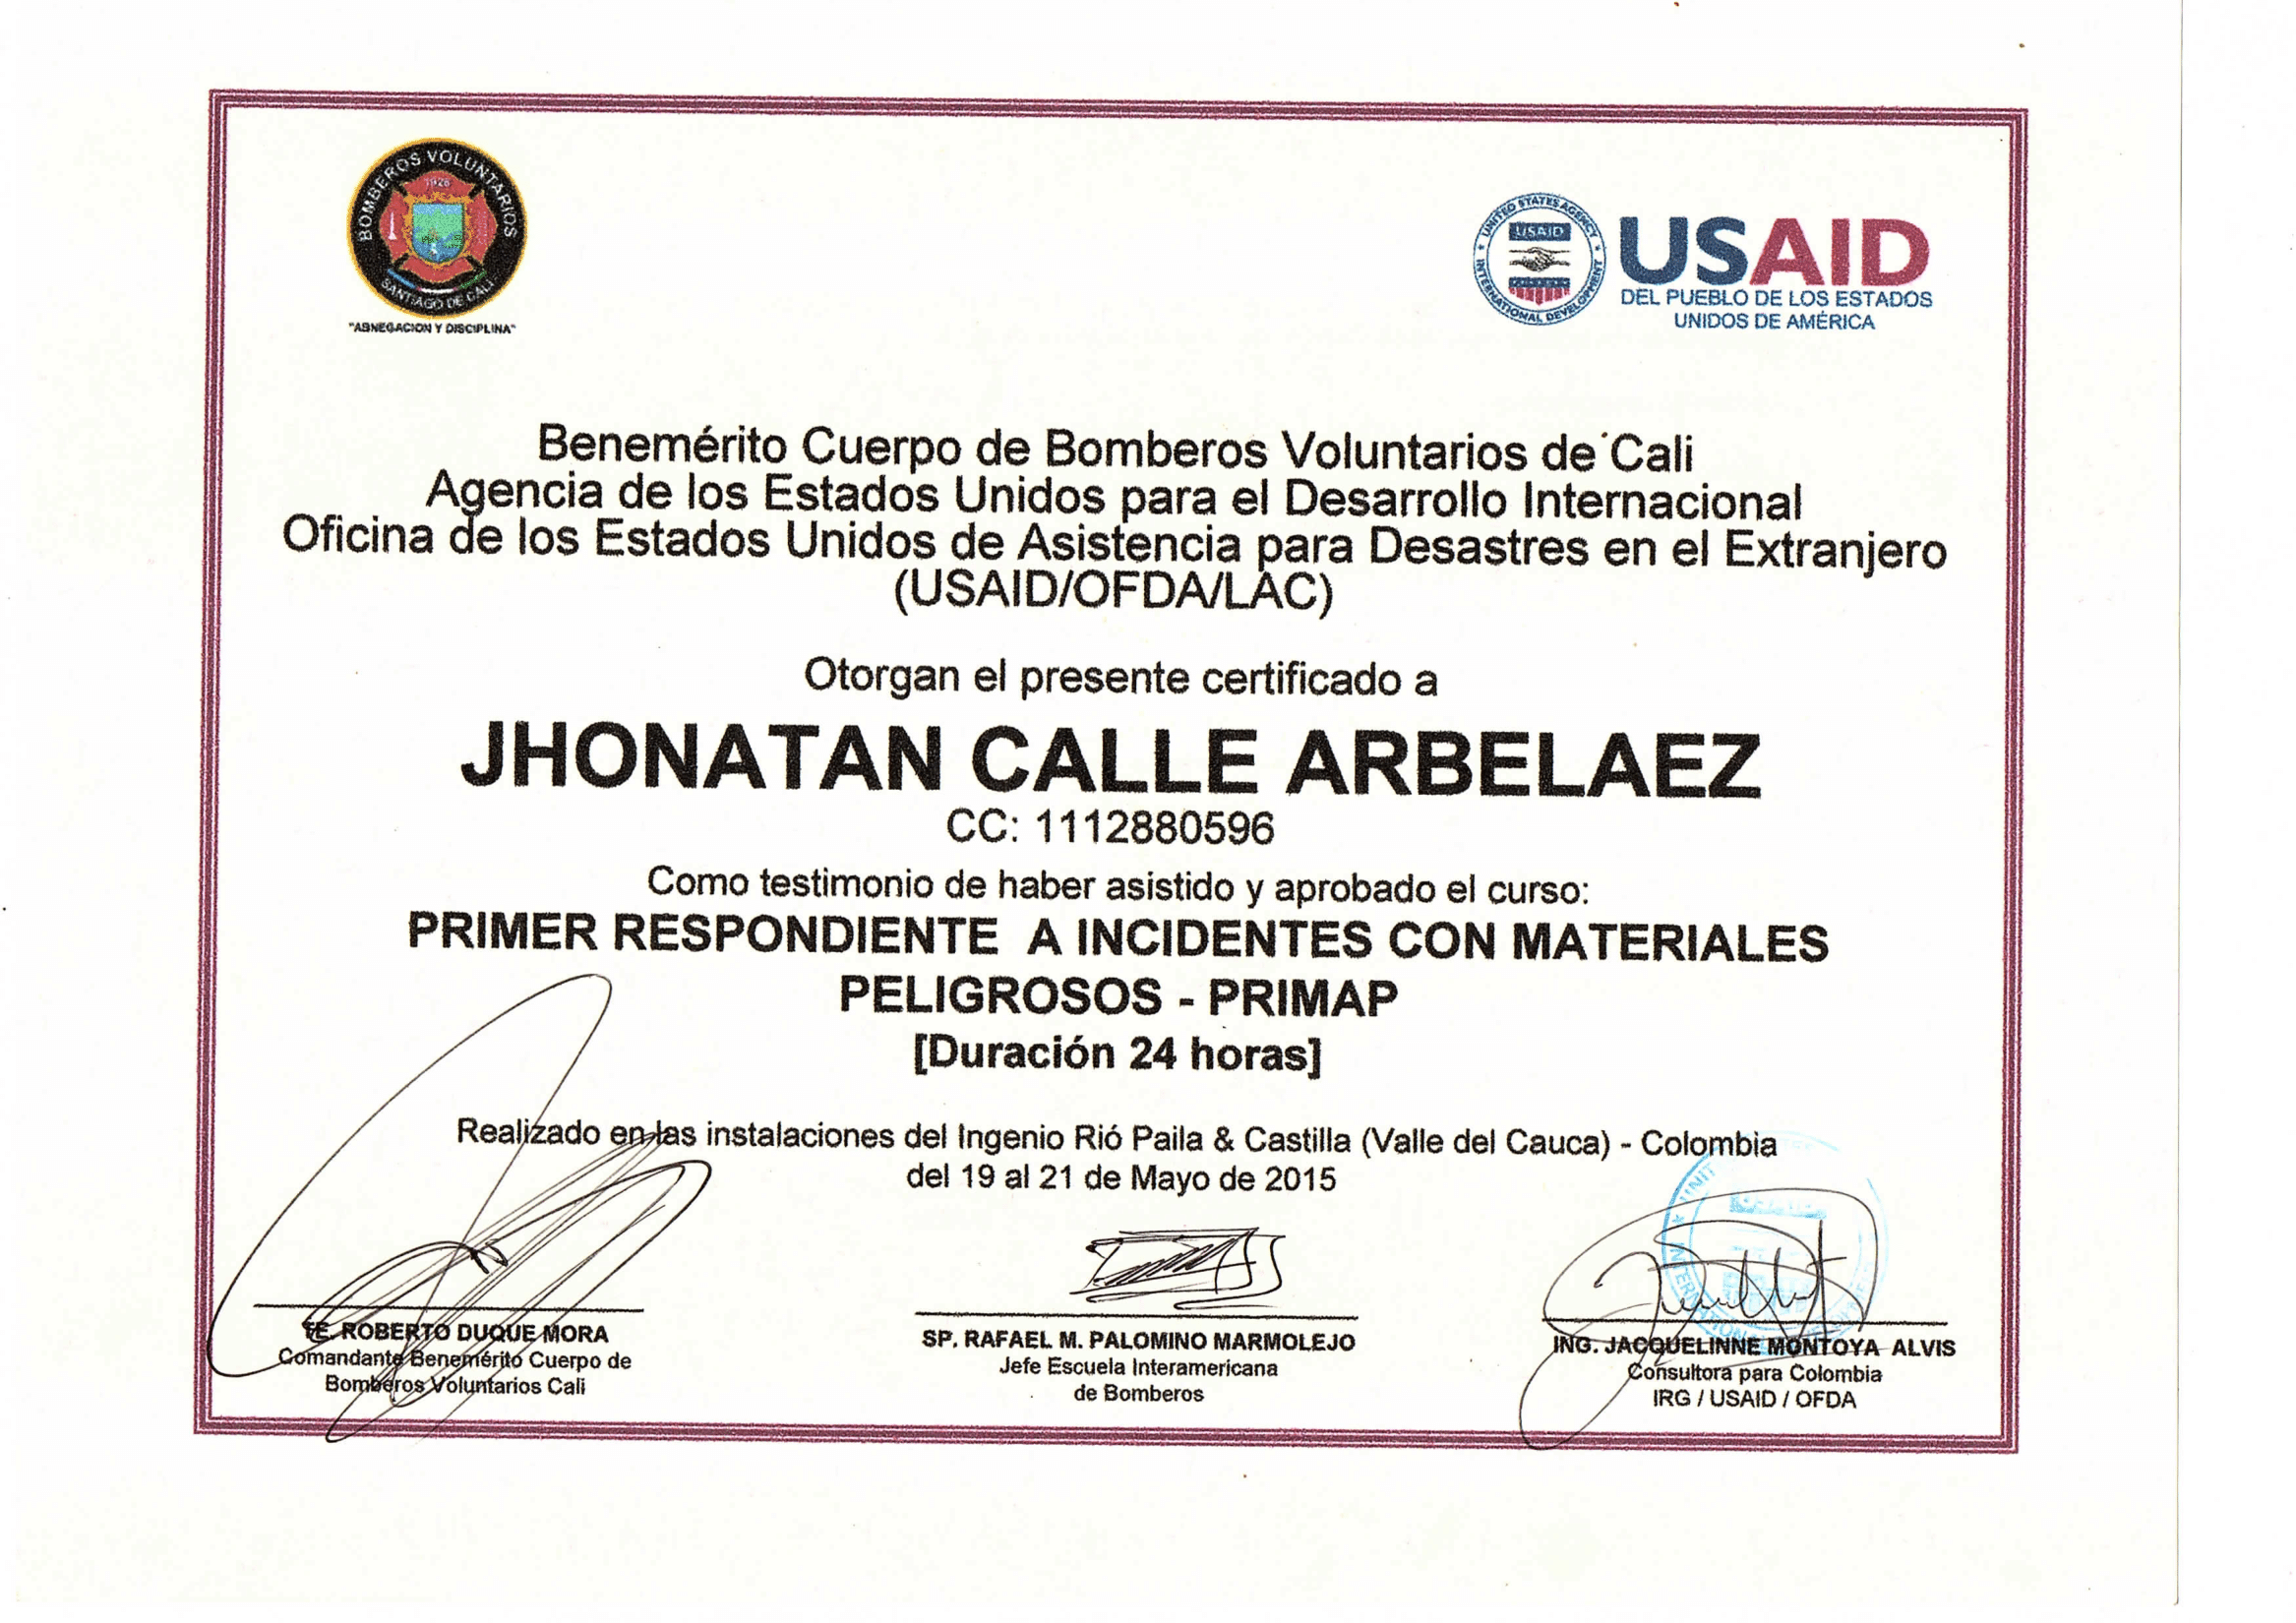 BOMBEROS VOLUNTARIOS
1928
SANTIAGO DE CALI
"ABNEGACION Y DISCIPLINA"
UNITED STATES AGENCY
USAID
INTERNATIONAL DEVELOPMENT
USAID
DEL PUEBLO DE LOS ESTADOS
UNIDOS DE AMÉRICA
Benemérito Cuerpo de Bomberos Voluntarios de Cali
Agencia de los Estados Unidos para el Desarrollo Internacional
Oficina de los Estados Unidos de Asistencia para Desastres en el Extranjero
(USAID/OFDA/LAC)
Otorgan el presente certificado a
JHONATAN CALLE ARBELAEZ
CC: 1112880596
Como testimonio de haber asistido y aprobado el curso:
PRIMER RESPONDIENTE A INCIDENTES CON MATERIALES
PELIGROSOS - PRIMAP
[Duración 24 horas]
Realizado en las instalaciones del Ingenio Rió Paila & Castilla (Valle del Cauca) - Colombia
del 19 al 21 de Mayo de 2015
TE. ROBERTO DUQUE MORA
Comandante Benemérito Cuerpo de
Bomberos Voluntarios Cali
SP. RAFAEL M. PALOMINO MARMOLEJO
Jefe Escuela Interamericana
de Bomberos
ING. JACQUELINNE MONTOYA ALVIS
Consultora para Colombia
IRG / USAID / OFDA